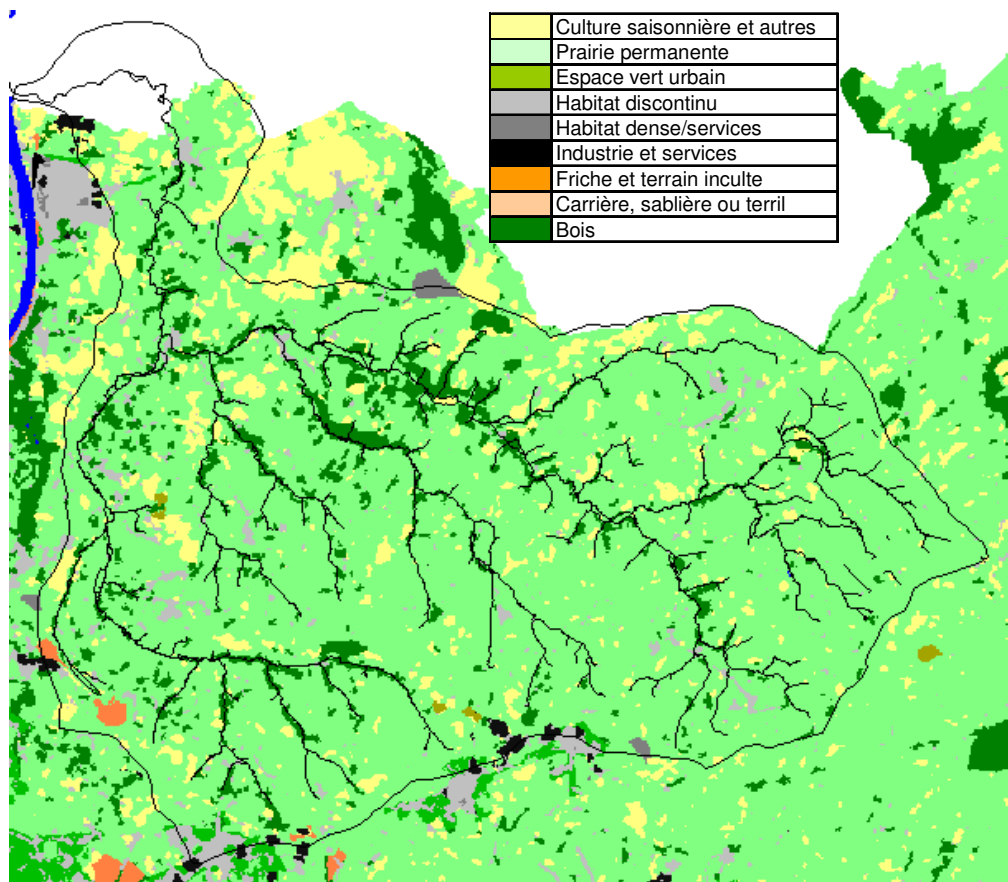 Culture saisonnière et autres
Prairie permanente
Espace vert urbain
Habitat discontinu
Habitat dense/services
Industrie et services
Friche et terrain inculte
Carrière, sablière ou terril
Bois